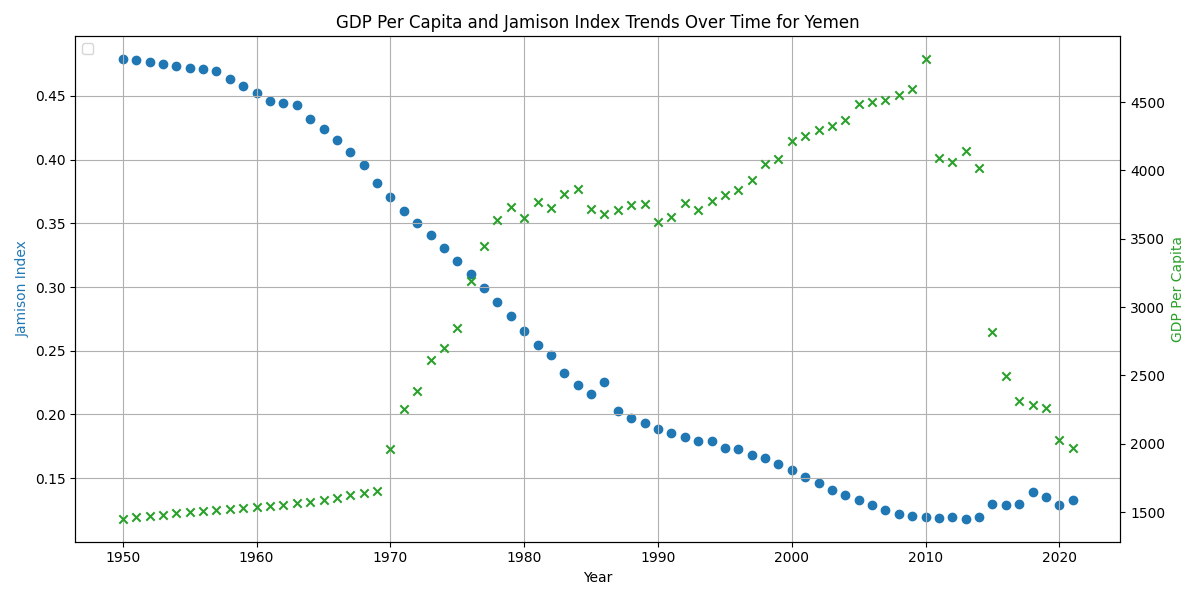 GDP Per Capita and Jamison Index Trends Over Time for Yemen
Jamison Index
0.45
0.40
0.35
0.30
0.25
0.20
0.15
4500
4000
3500
3000
2500
2000
1500
GDP Per Capita
1950 1960 1970 1980 1990 2000 2010 2020
Year